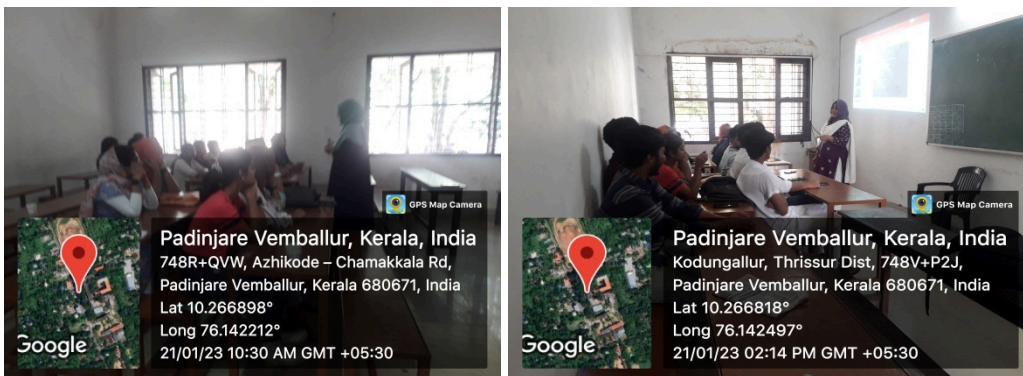 GPS Map Camera
Padinjare Vemballur, Kerala, India
748R+QVW, Azhikode – Chamakkala Rd,
Padinjare Vemballur, Kerala 680671, India
Lat 10.266898°
Long 76.142212°
21/01/23 10:30 AM GMT +05:30
Google
GPS Map Camera
Padinjare Vemballur, Kerala, India
Kodungallur, Thrissur Dist, 748V+P2J,
Padinjare Vemballur, Kerala 680671, India
Lat 10.266818°
Long 76.142497°
21/01/23 02:14 PM GMT +05:30
Google